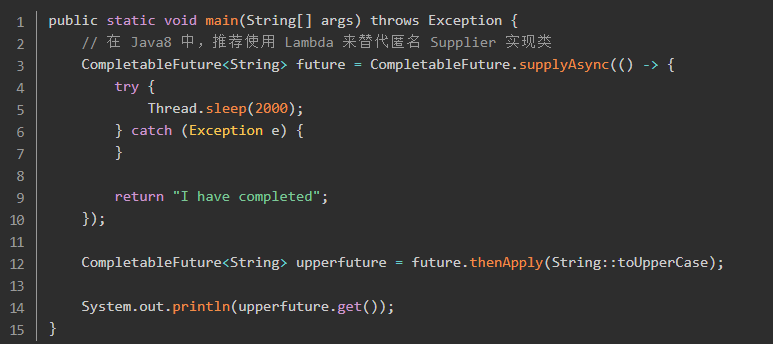 1 public static void main(String[] args) throws Exception {
2 // 在 Java8 中，推荐使用 Lambda 来替代匿名 Supplier 实现类
3 CompletableFuture<String> future = CompletableFuture.supplyAsync(() -> {
4 try {
5 Thread.sleep(2000);
6 } catch (Exception e) {
7 }
8
9 return "I have completed";
10 });
11
12 CompletableFuture<String> upperfuture = future.thenApply(String::toUpperCase);
13
14 System.out.println(upperfuture.get());
15 }